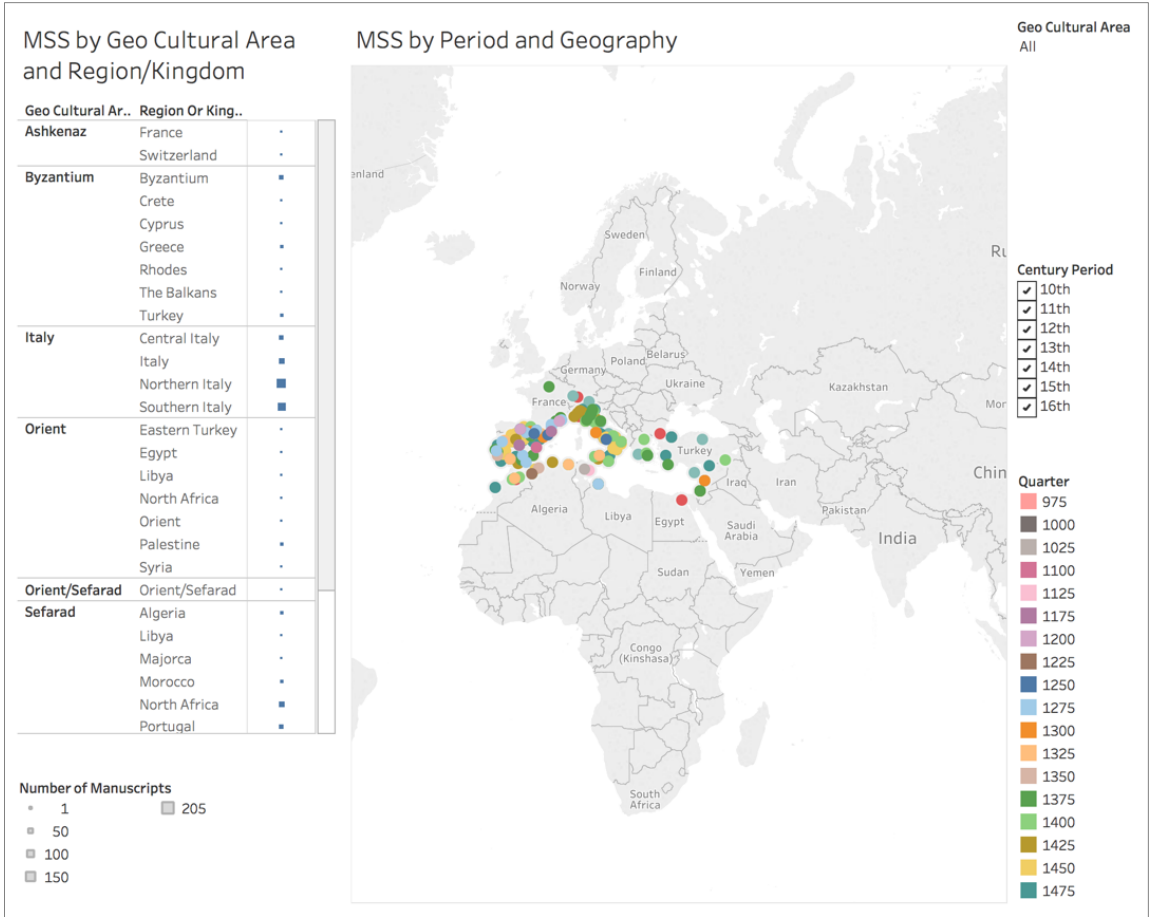 MSS by Geo Cultural Area
and Region/Kingdom
Geo Cultural Ar.. Region Or King..
Ashkenaz France
Switzerland
Byzantium Byzantium
Crete
Cyprus
Greece
Rhodes
The Balkans
Turkey
Italy Central Italy
Italy
Northern Italy
Southern Italy
Orient Eastern Turkey
Egypt
Libya
North Africa
Orient
Palestine
Syria
Orient/Sefarad Orient/Sefarad
Sefarad Algeria
Libya
Majorca
Morocco
North Africa
Portugal
Number of Manuscripts
1 205
50
100
150
MSS by Period and Geography
enland
Sweden
Finland
Norway
Ru
Poland Belarus
Germany
Ukraine
France
Kazakhstan
Mor
Turkey
Chin
Iraq Iran
Algeria Libya Egypt
Pakistan
Saudi
Arabia
India
Sudan Yemen
Congo
(Kinshasa)
South
Africa
Geo Cultural Area
All
Century Period
10th
11th
12th
13th
14th
15th
16th
Quarter
975
1000
1025
1100
1125
1175
1200
1225
1250
1275
1300
1325
1350
1375
1400
1425
1450
1475